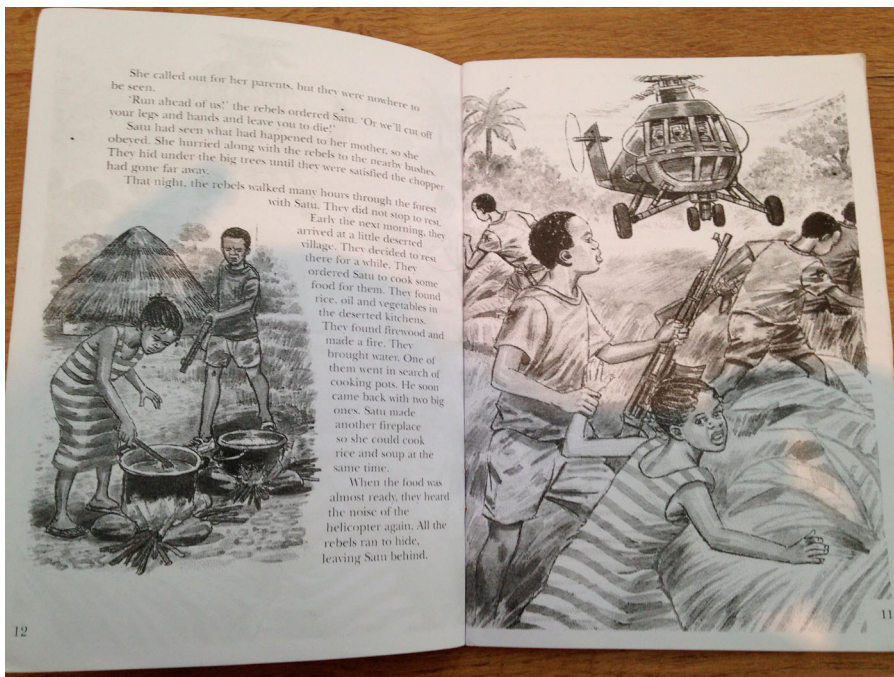 She called out for her parents, but they were nowhere to
be seen.
'Run ahead of us!' the rebels ordered Satu. 'Or we'll cut off
your legs and hands and leave you to die!'
Satu had seen what had happened to her mother, so she
obeyed. She hurried along with the rebels to the nearby bushes.
They hid under the big trees until they were satisfied the chopper
had gone far away.
That night, the rebels walked many hours through the forest
with Satu. They did not stop to rest.
Early the next morning, they
arrived at a little deserted
village. They decided to rest
there for a while. They
ordered Satu to cook some
food for them. They found
rice, oil and vegetables in
the deserted kitchens.
They found firewood and
made a fire. They
brought water. One of
them went in search of
cooking pots. He soon
came back with two big
ones. Satu made
another fireplace
so she could cook
rice and soup at the
same time.
When the food was
almost ready, they heard
the noise of the
helicopter again. All the
rebels ran to hide,
leaving Satu behind.
12
11